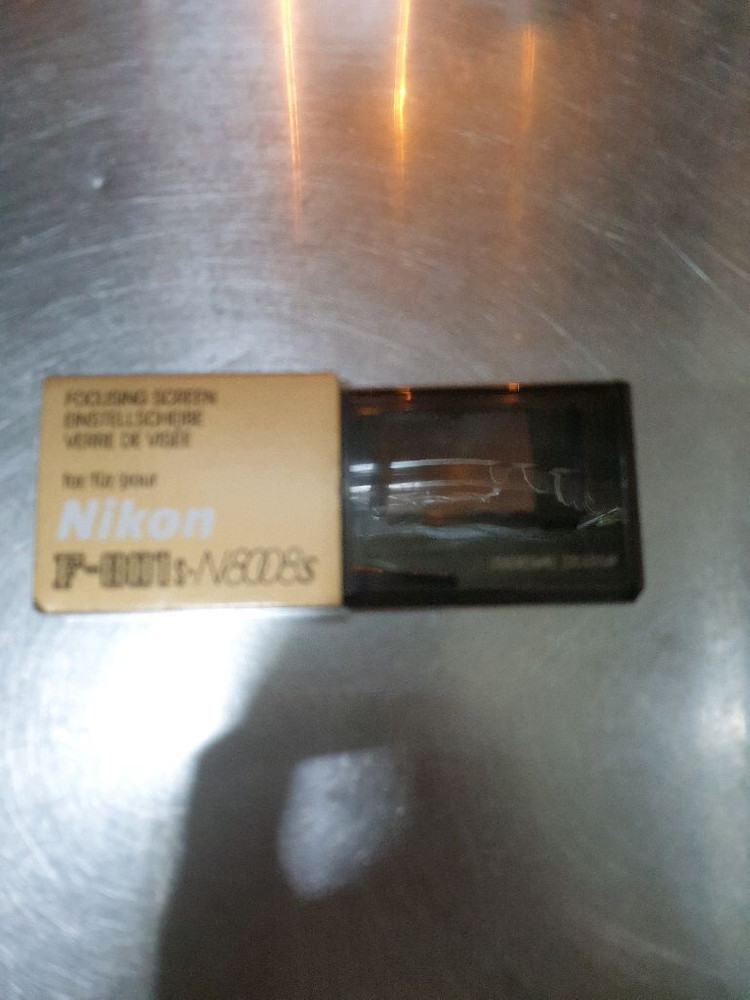 FOCUSING SCREEN
EINSTELLSCHEIBE
VERRE DE VISÉE
for für pour
Nikon
F-801s·N8008s